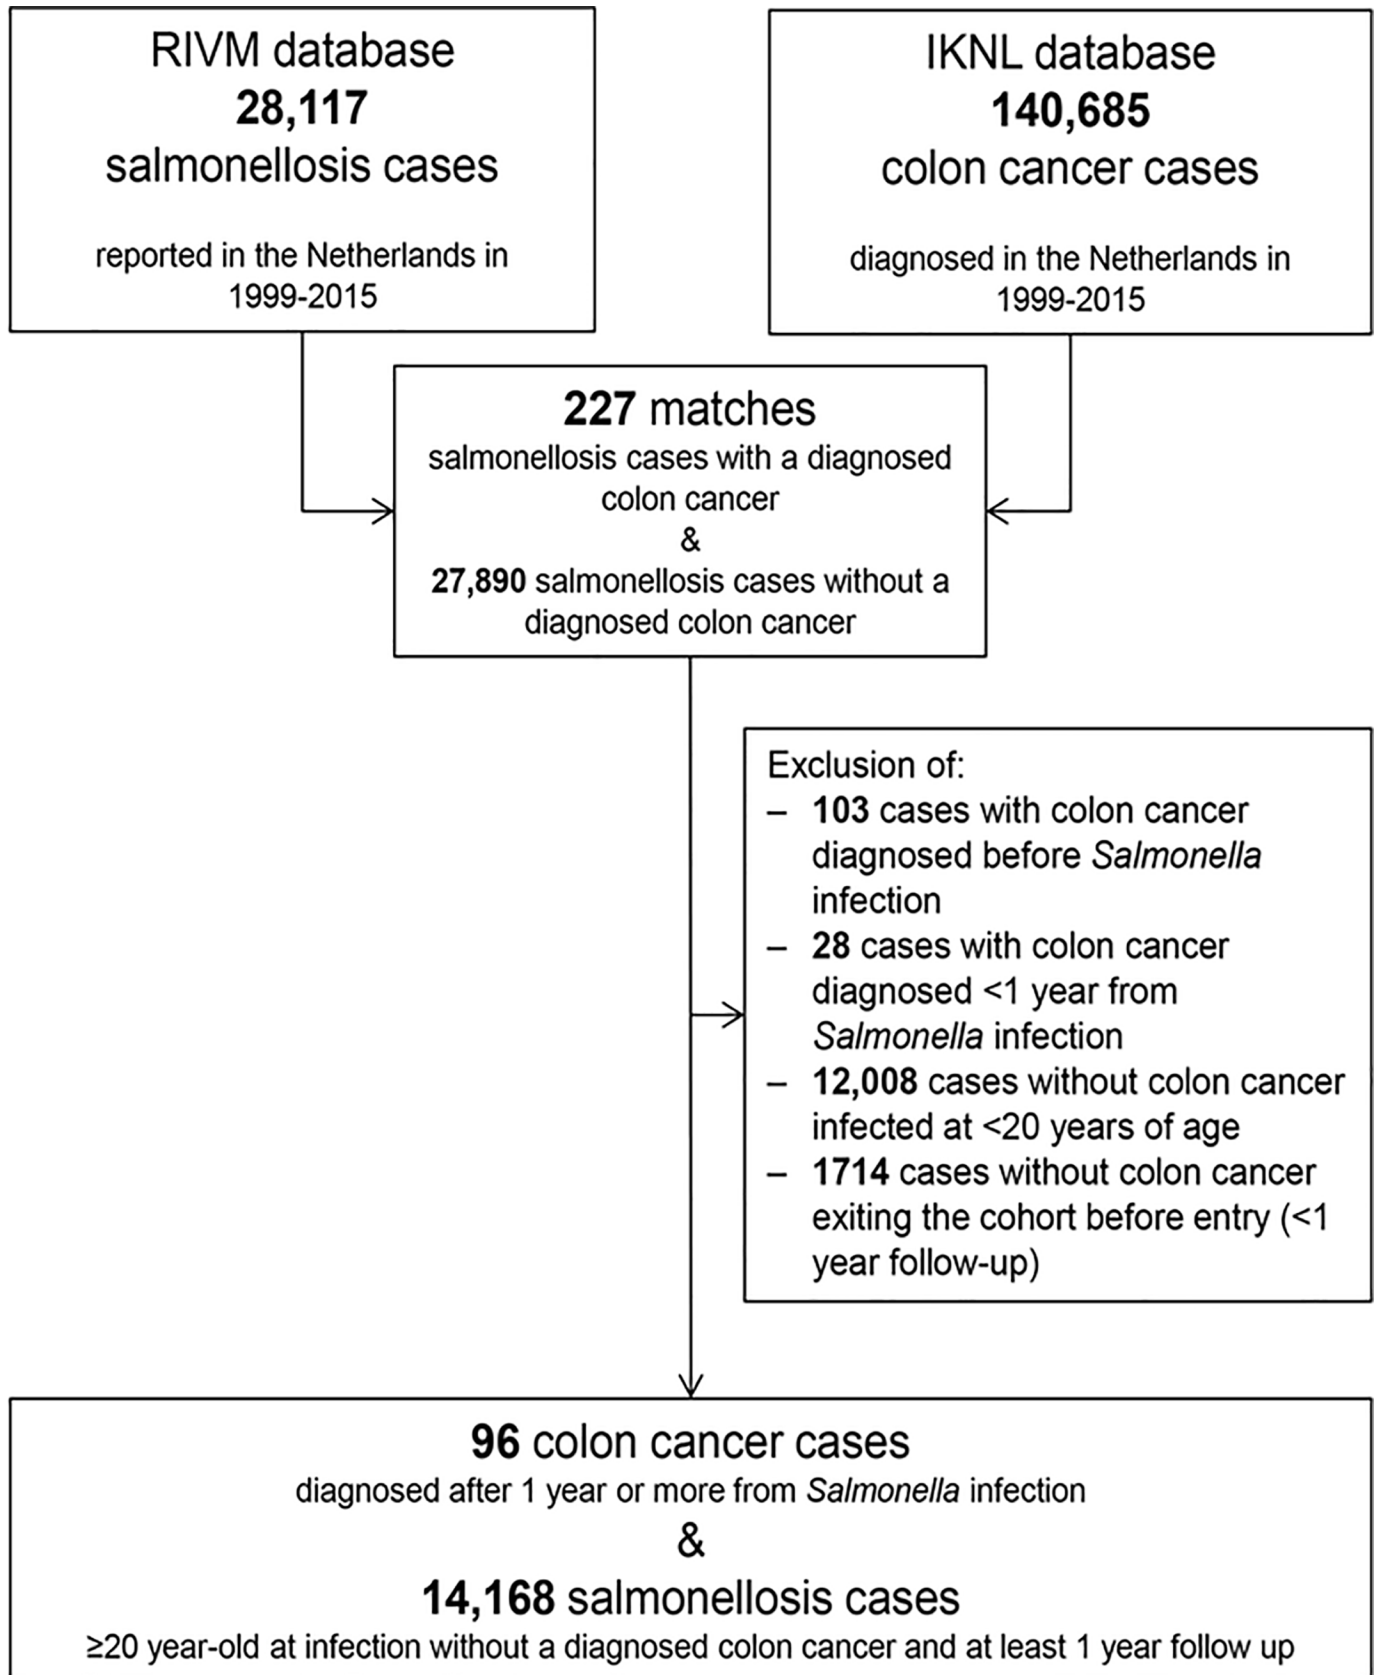 RIVM database
28,117
salmonellosis cases
reported in the Netherlands in
1999-2015
IKNL database
140,685
colon cancer cases
diagnosed in the Netherlands in
1999-2015
227 matches
salmonellosis cases with a diagnosed
colon cancer
&
27,890 salmonellosis cases without a
diagnosed colon cancer
Exclusion of:
– 103 cases with colon cancer
diagnosed before Salmonella
infection
– 28 cases with colon cancer
diagnosed <1 year from
Salmonella infection
– 12,008 cases without colon cancer
infected at <20 years of age
– 1714 cases without colon cancer
exiting the cohort before entry (<1
year follow-up)
96 colon cancer cases
diagnosed after 1 year or more from Salmonella infection
&
14,168 salmonellosis cases
≥20 year-old at infection without a diagnosed colon cancer and at least 1 year follow up